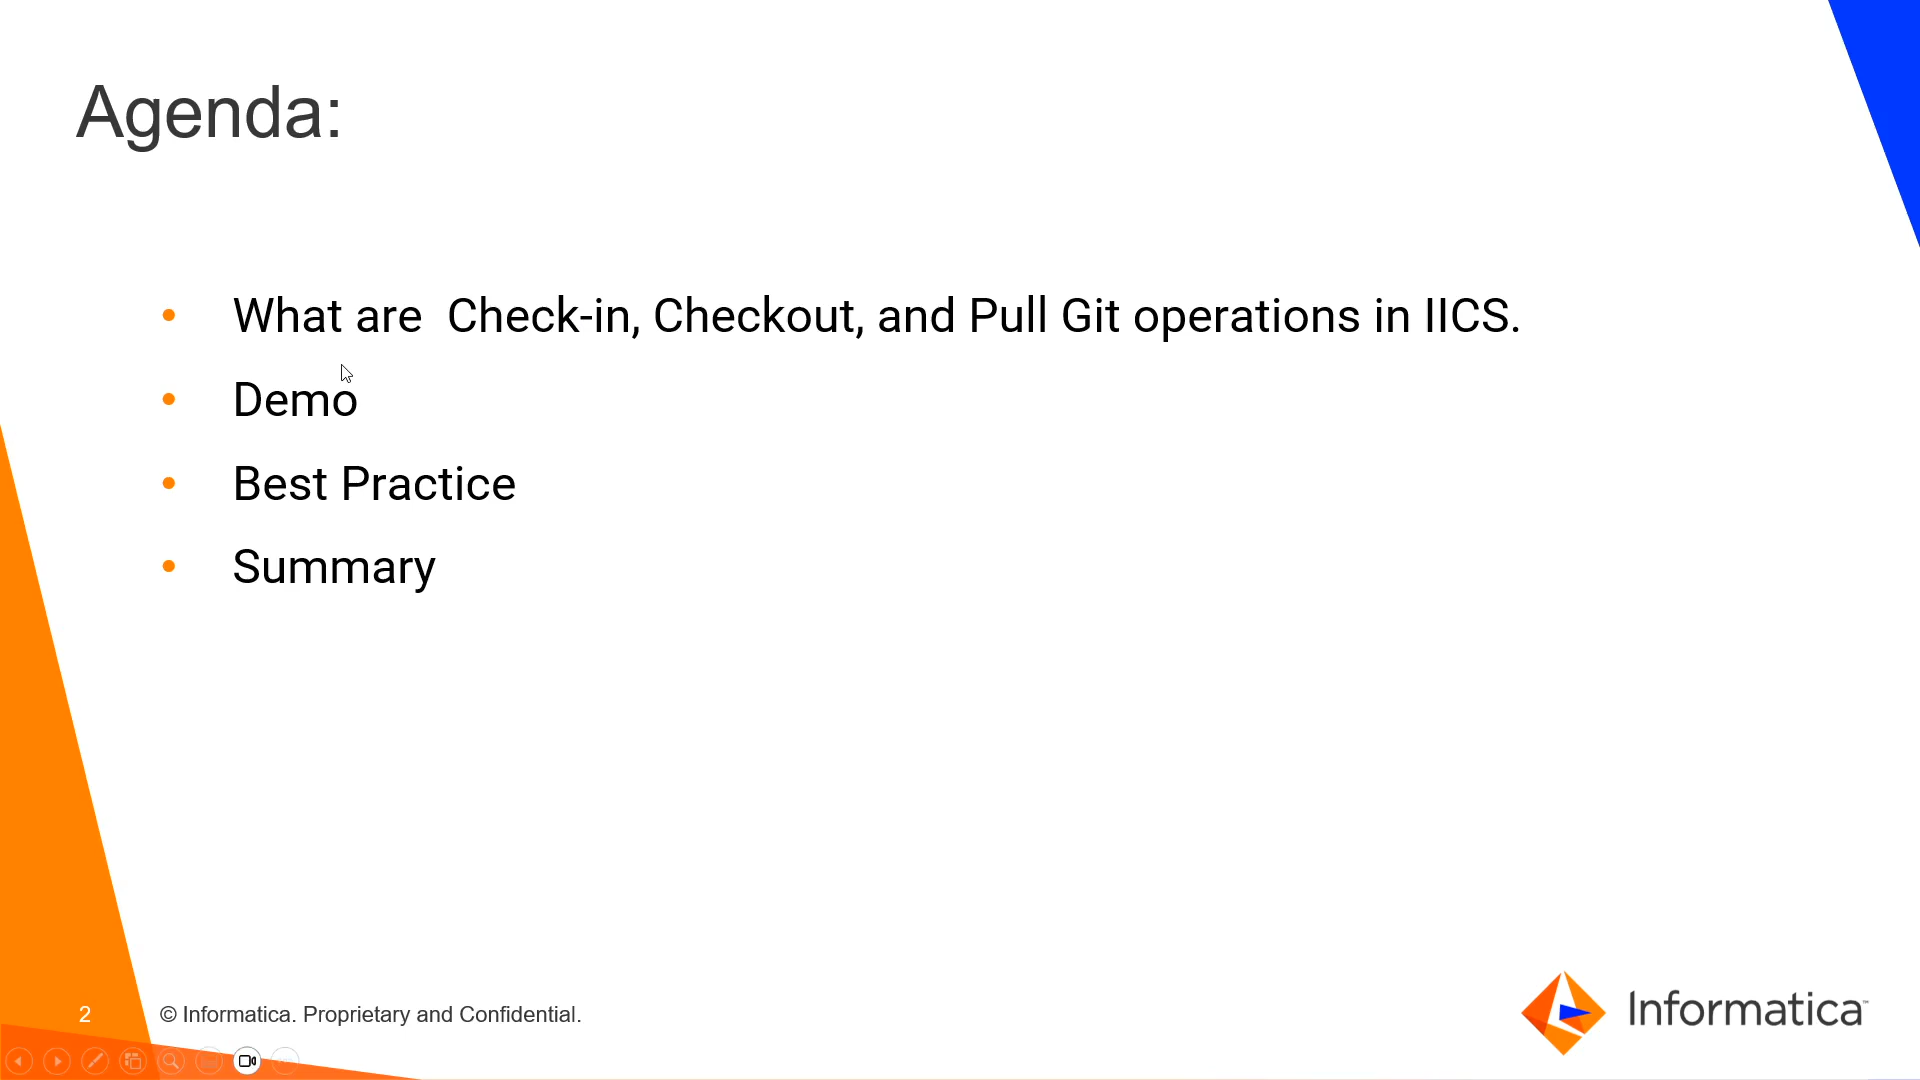 Agenda:
• What are  Check-in, Checkout, and Pull Git operations in IICS.
• Demo
• Best Practice
• Summary
2
© Informatica. Proprietary and Confidential.
Informatica™